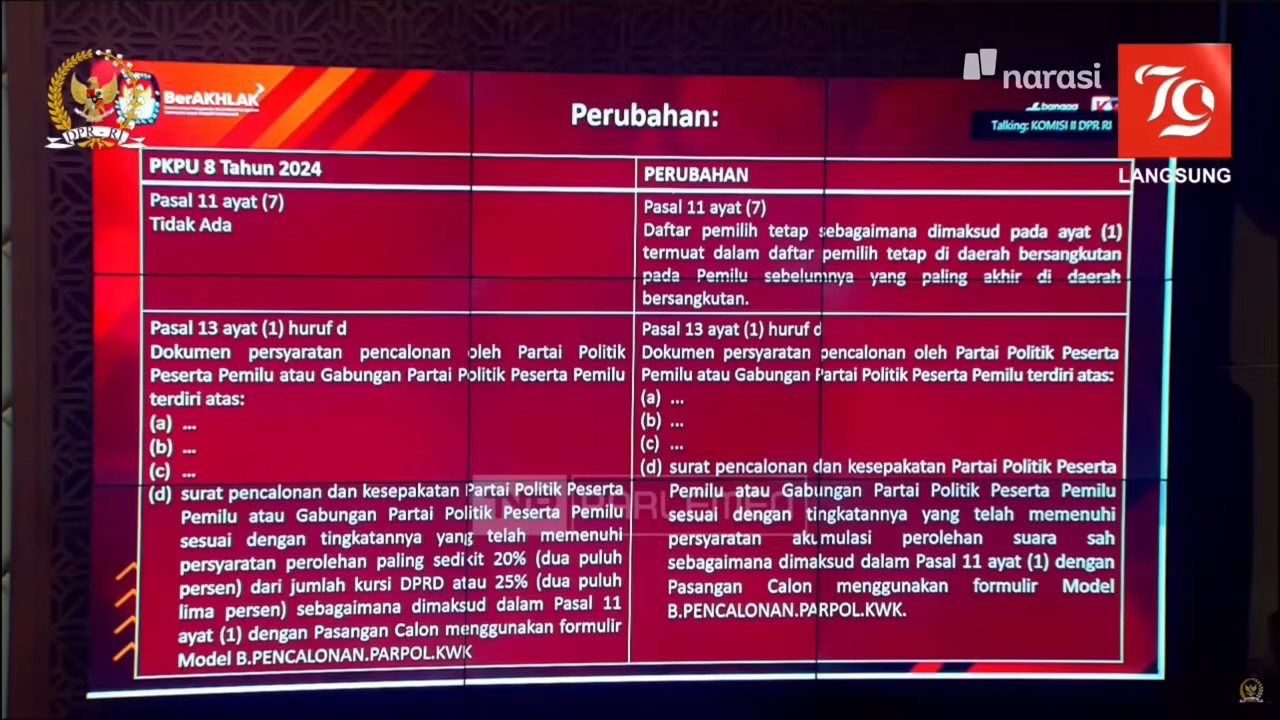 DPR - RI
BerAKHLAK
narasi
79
LANGSUNG
bangga
Talking: KOMISI II DPR RI
Perubahan:
PKPU 8 Tahun 2024
Pasal 11 ayat (7)
Tidak Ada
Pasal 13 ayat (1) huruf d
Dokumen persyaratan pencalonan oleh Partai Politik
Peserta Pemilu atau Gabungan Partai Politik Peserta Pemilu
terdiri atas:
(a) ...
(b) ...
(c) ...
(d) surat pencalonan dan kesepakatan Partai Politik Peserta
Pemilu atau Gabungan Partai Politik Peserta Pemilu
sesuai dengan tingkatannya yang telah memenuhi
persyaratan perolehan paling sedikit 20% (dua puluh
persen) dari jumlah kursi DPRD atau 25% (dua puluh
lima persen) sebagaimana dimaksud dalam Pasal 11
ayat (1) dengan Pasangan Calon menggunakan formulir
Model B.PENCALONAN.PARPOL.KWK
PERUBAHAN
Pasal 11 ayat (7)
Daftar pemilih tetap sebagaimana dimaksud pada ayat (1)
termuat dalam daftar pemilih tetap di daerah bersangkutan
pada Pemilu sebelumnya yang paling akhir di daerah
bersangkutan.
Pasal 13 ayat (1) huruf d
Dokumen persyaratan pencalonan oleh Partai Politik Peserta
Pemilu atau Gabungan Partai Politik Peserta Pemilu terdiri atas:
(a) ...
(b) ...
(c) ...
(d) surat pencalonan dan kesepakatan Partai Politik Peserta
Pemilu atau Gabungan Partai Politik Peserta Pemilu
sesuai dengan tingkatannya yang telah memenuhi
persyaratan akumulasi perolehan suara sah
sebagaimana dimaksud dalam Pasal 11 ayat (1) dengan
Pasangan Calon menggunakan formulir Model
B.PENCALONAN.PARPOL.KWK.
PARLEMEN